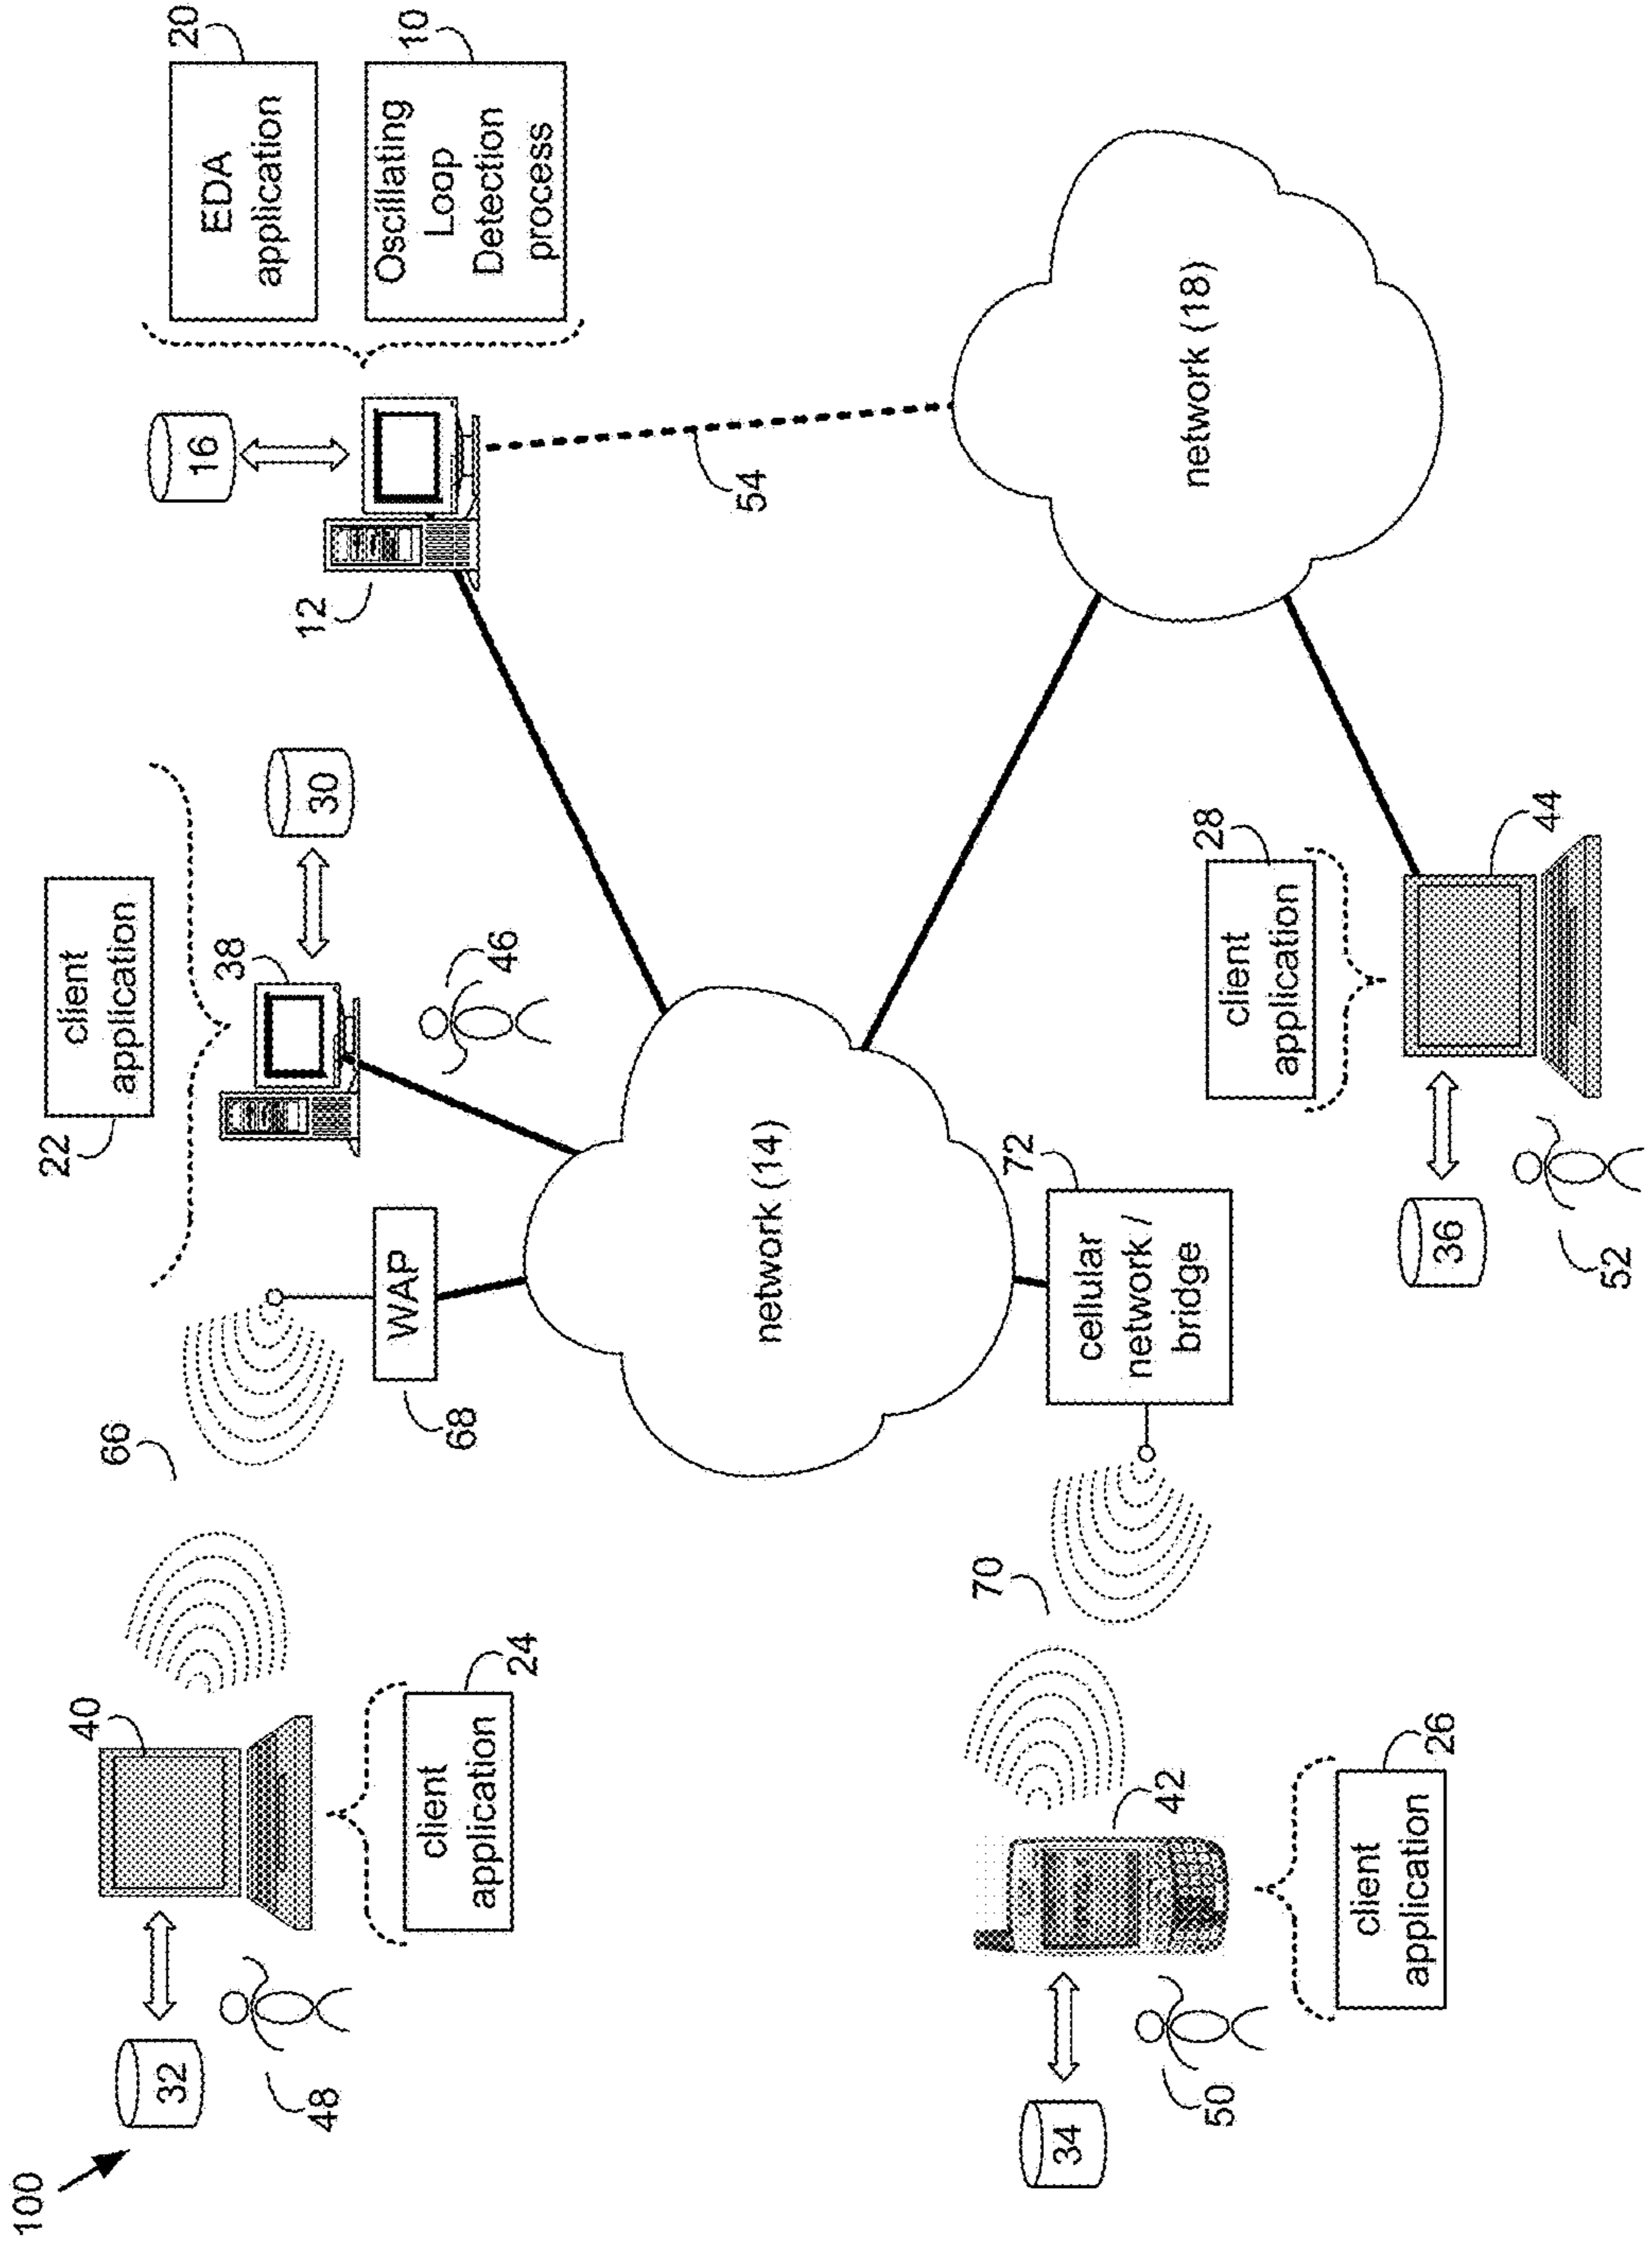 100
32
48
40
client
application
24
66
WAP
68
22
client
application
38
30
46
12
16
EDA
application
20
Oscillating
Loop
Detection
process
10
54
network (14)
network (18)
34
50
42
client
application
26
70
cellular
network /
bridge
72
36
52
client
application
28
44